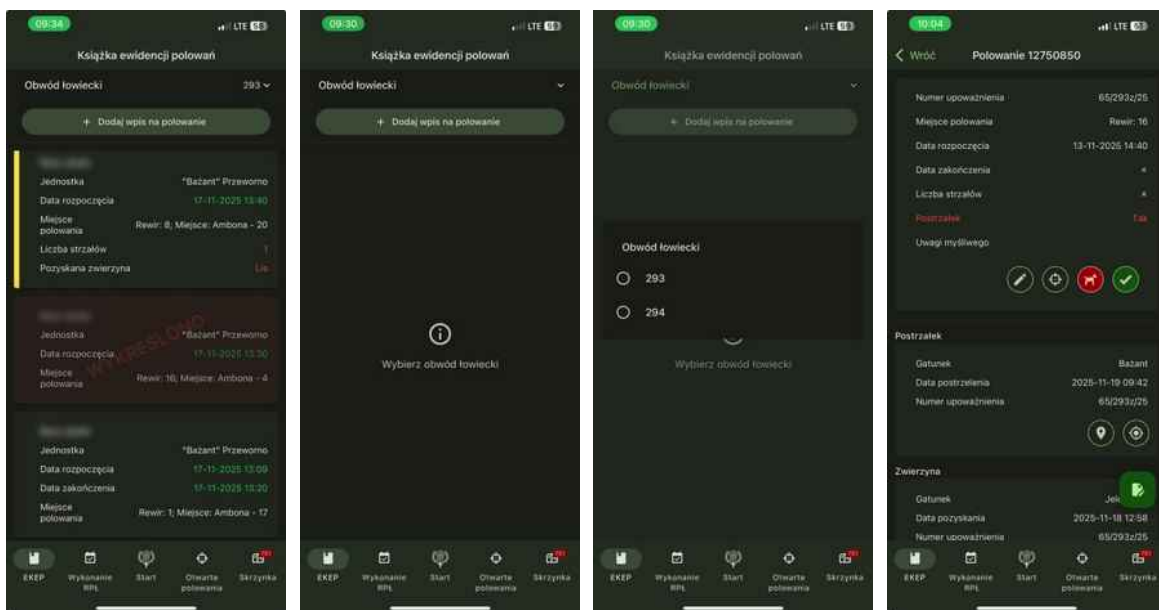 09:34
LTE 58
Książka ewidencji polowań
Obwód łowiecki 293
+ Dodaj wpis na polowanie
Jednostka "Bażant" Przeworno
Data rozpoczęcia 17-11-2025 13:40
Miejsce polowania Rewir: 8; Miejsce: Ambona - 20
Liczba strzałów 1
Pozyskana zwierzyna Lis
WYKREŚLONO
Jednostka "Bażant" Przeworno
Data rozpoczęcia 17-11-2025 13:30
Miejsce polowania Rewir: 16; Miejsce: Ambona - 4
Jednostka "Bażant" Przeworno
Data rozpoczęcia 17-11-2025 13:09
Data zakończenia 17-11-2025 13:20
Miejsce polowania Rewir: 1; Miejsce: Ambona - 17
EKEP Wykonanie RPŁ Start Otwarte polowania Skrzynka
09:30
LTE
Książka ewidencji polowań
Obwód łowiecki
+ Dodaj wpis na polowanie
Wybierz obwód łowiecki
EKEP Wykonanie RPŁ Start Otwarte polowania Skrzynka
09:30
LTE
Książka ewidencji polowań
Obwód łowiecki
+ Dodaj wpis na polowanie
Obwód łowiecki
293
294
Wybierz obwód łowiecki
EKEP Wykonanie RPŁ Start Otwarte polowania Skrzynka
10:04
LTE
Wróć Polowanie 12750850
Numer upoważnienia 65/293z/25
Miejsce polowania Rewir: 16
Data rozpoczęcia 13-11-2025 14:40
Data zakończenia
Liczba strzałów
Postrzałek Tak
Uwagi myśliwego
Postrzałek
Gatunek Bażant
Data postrzelenia 2025-11-19 09:42
Numer upoważnienia 65/293z/25
Zwierzyna
Gatunek
Data pozyskania 2025-11-18 12:58
Numer upoważnienia 65/293z/25
EKEP Wykonanie RPŁ Start Otwarte polowania Skrzynka